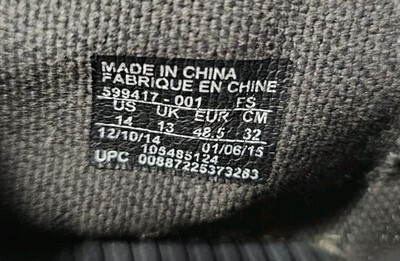 MADE IN CHINA
FABRIQUE EN CHINE
599417-001 FS
US UK EUR CM
14 13 48.5 32
12/10/14 01/06/15
105485124
UPC 00887225373283